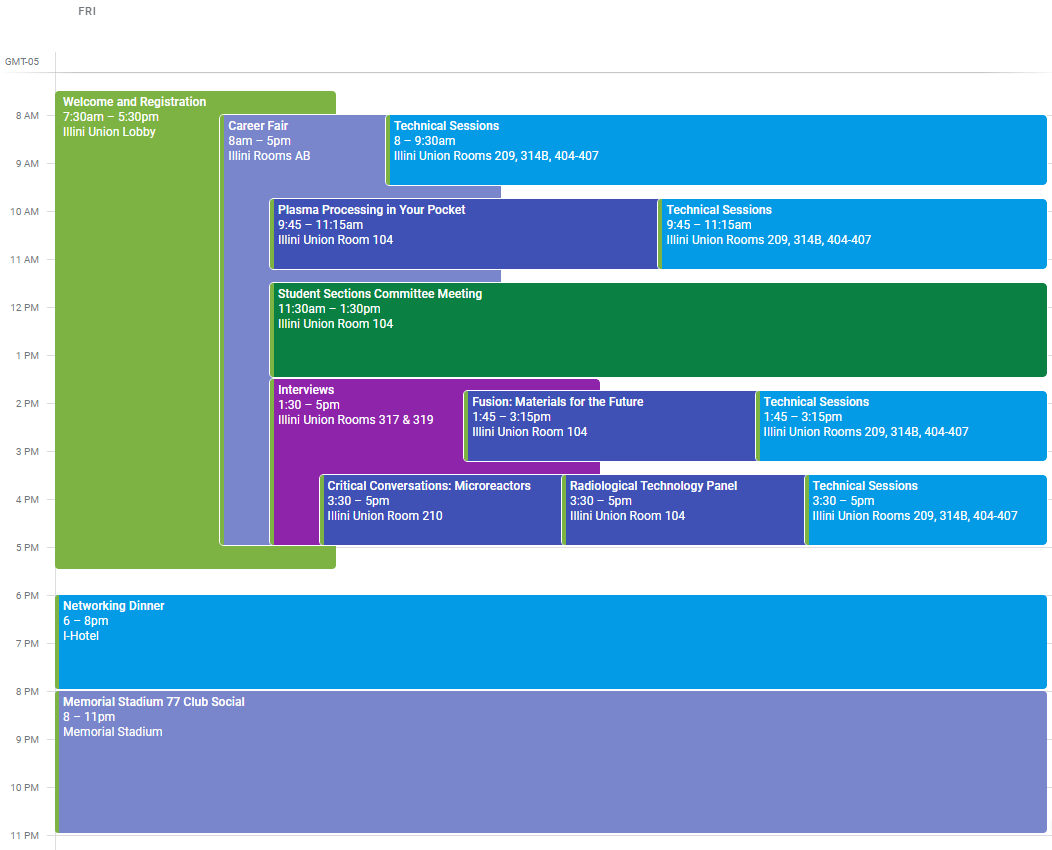 FRI
GMT-05
Welcome and Registration
7:30am – 5:30pm
Illini Union Lobby
8 AM
Career Fair
8am – 5pm
Illini Rooms AB
Technical Sessions
8 – 9:30am
Illini Union Rooms 209, 314B, 404-407
9 AM
10 AM
Plasma Processing in Your Pocket
9:45 – 11:15am
Illini Union Room 104
Technical Sessions
9:45 – 11:15am
Illini Union Rooms 209, 314B, 404-407
11 AM
Student Sections Committee Meeting
11:30am – 1:30pm
Illini Union Room 104
12 PM
1 PM
Interviews
1:30 – 5pm
Illini Union Rooms 317 & 319
2 PM
Fusion: Materials for the Future
1:45 – 3:15pm
Illini Union Room 104
Technical Sessions
1:45 – 3:15pm
Illini Union Rooms 209, 314B, 404-407
3 PM
Critical Conversations: Microreactors
3:30 – 5pm
Illini Union Room 210
Radiological Technology Panel
3:30 – 5pm
Illini Union Room 104
Technical Sessions
3:30 – 5pm
Illini Union Rooms 209, 314B, 404-407
4 PM
5 PM
6 PM
Networking Dinner
6 – 8pm
I-Hotel
7 PM
8 PM
Memorial Stadium 77 Club Social
8 – 11pm
Memorial Stadium
9 PM
10 PM
11 PM